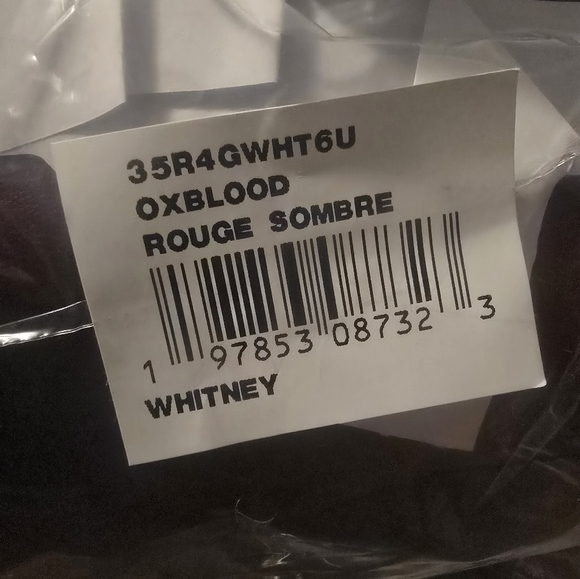 35R4GWHT6U
OXBLOOD
ROUGE SOMBRE
1 97853 08732 3
WHITNEY